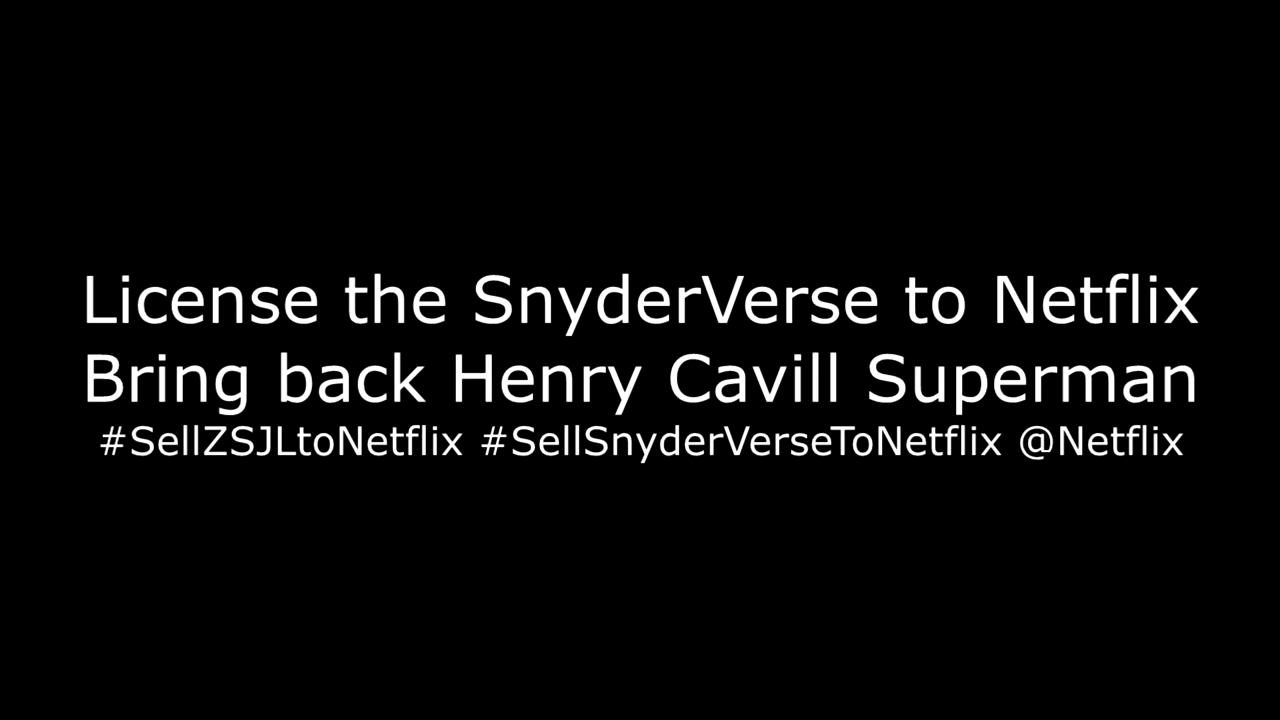 License the SnyderVerse to Netflix
Bring back Henry Cavill Superman
#SellZSJLtoNetflix #SellSnyderVerseToNetflix @Netflix